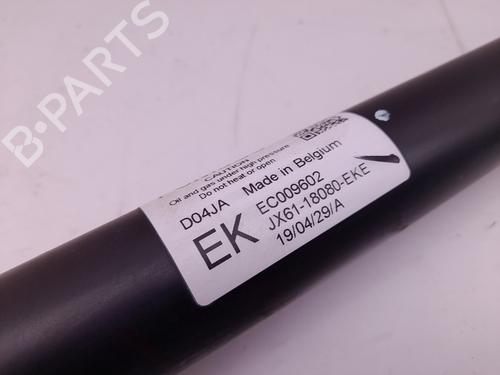 B-PARTS
CAUTION
Oil and gas under high pressure
Do not heat or open
D04JA Made in Belgium
EK
EC009602
JX61-18080-EKE
19/04/29/A